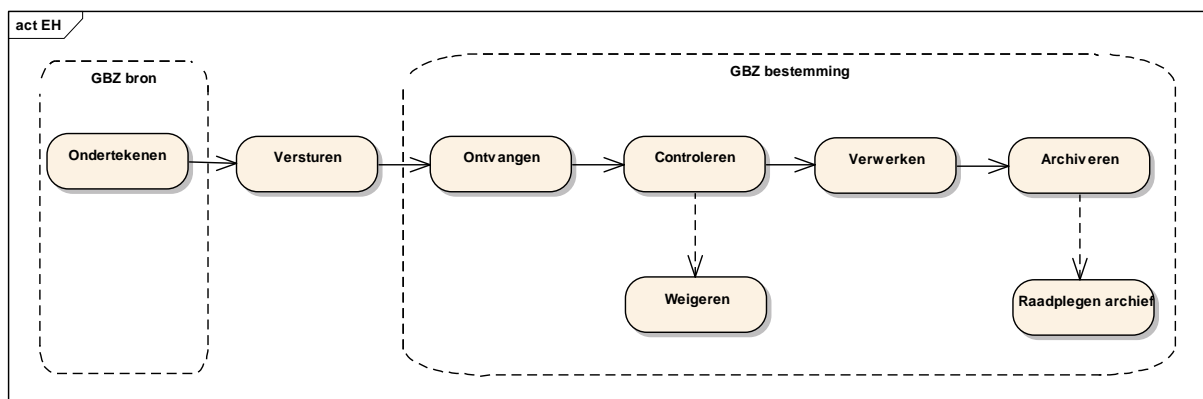 act EH
GBZ bron
GBZ bestemming
Ondertekenen
Versturen
Ontvangen
Controleren
Verwerken
Archiveren
Weigeren
Raadplegen archief